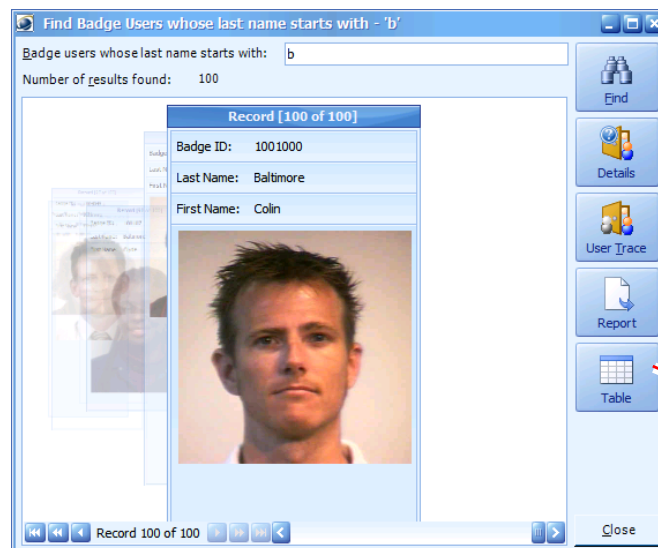 Find Badge Users whose last name starts with - 'b'
Badge users whose last name starts with: b
Number of results found: 100
Record [100 of 100]
Badge ID: 1001000
Last Name: Baltimore
First Name: Colin
Find
Details
User Trace
Report
Table
Record 100 of 100
Close